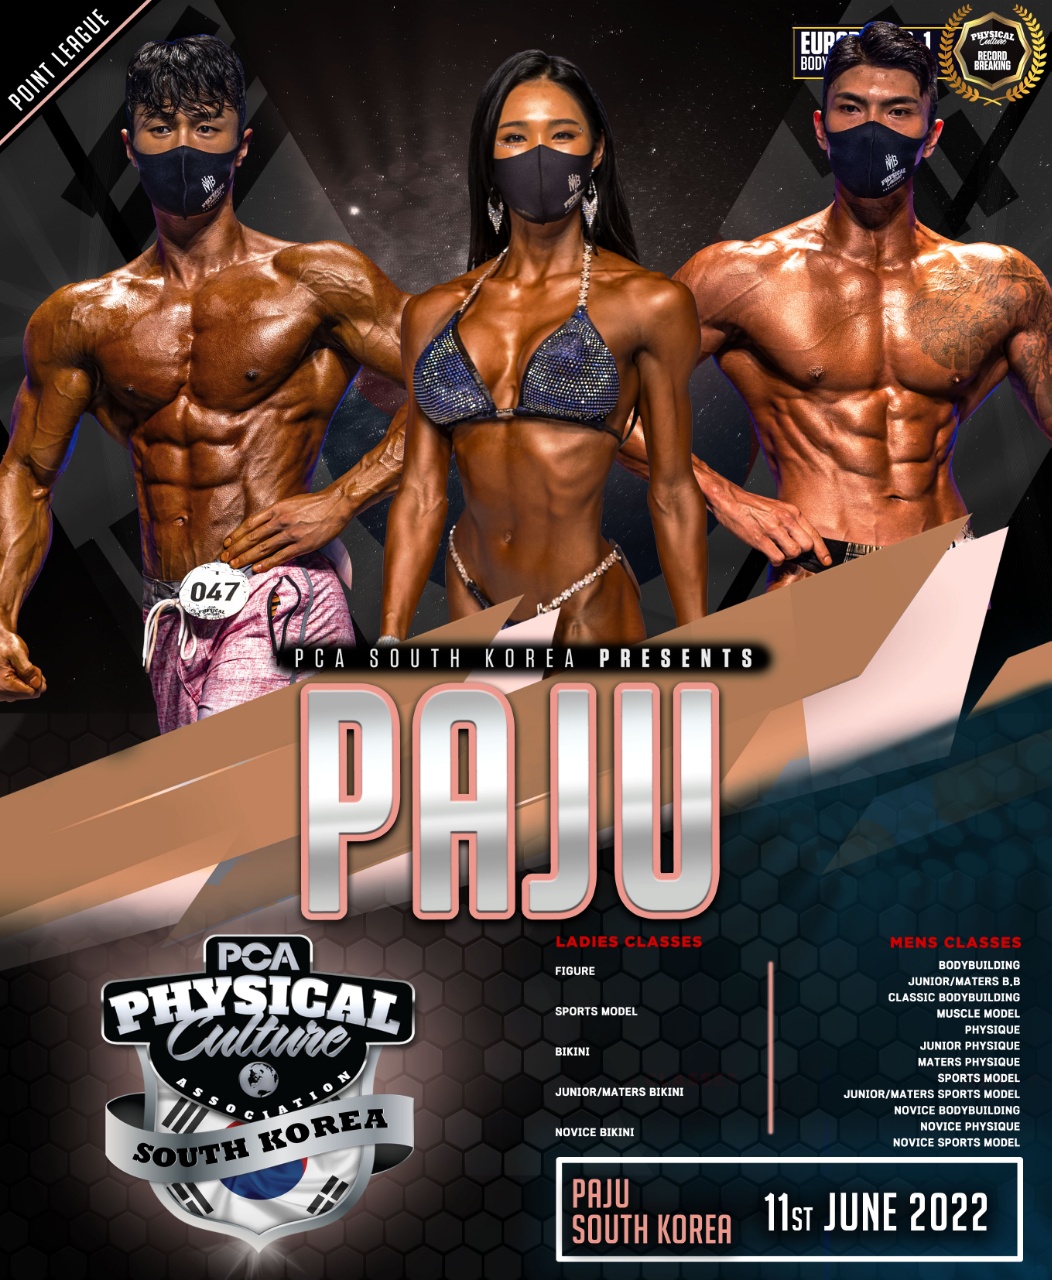 POINT LEAGUE
1
BODY
PHYSICAL
Culture
RECORD
BREAKING
047
PCA SOUTH KOREA PRESENTS
PAJU
PCA
PHYSICAL
Culture
ASSOCIATION
SOUTH KOREA
LADIES CLASSES
FIGURE
SPORTS MODEL
BIKINI
JUNIOR/MATERS BIKINI
NOVICE BIKINI
MENS CLASSES
BODYBUILDING
JUNIOR/MATERS B.B
CLASSIC BODYBUILDING
MUSCLE MODEL
PHYSIQUE
JUNIOR PHYSIQUE
MATERS PHYSIQUE
SPORTS MODEL
JUNIOR/MATERS SPORTS MODEL
NOVICE BODYBUILDING
NOVICE PHYSIQUE
NOVICE SPORTS MODEL
PAJU
SOUTH KOREA
11ST JUNE 2022